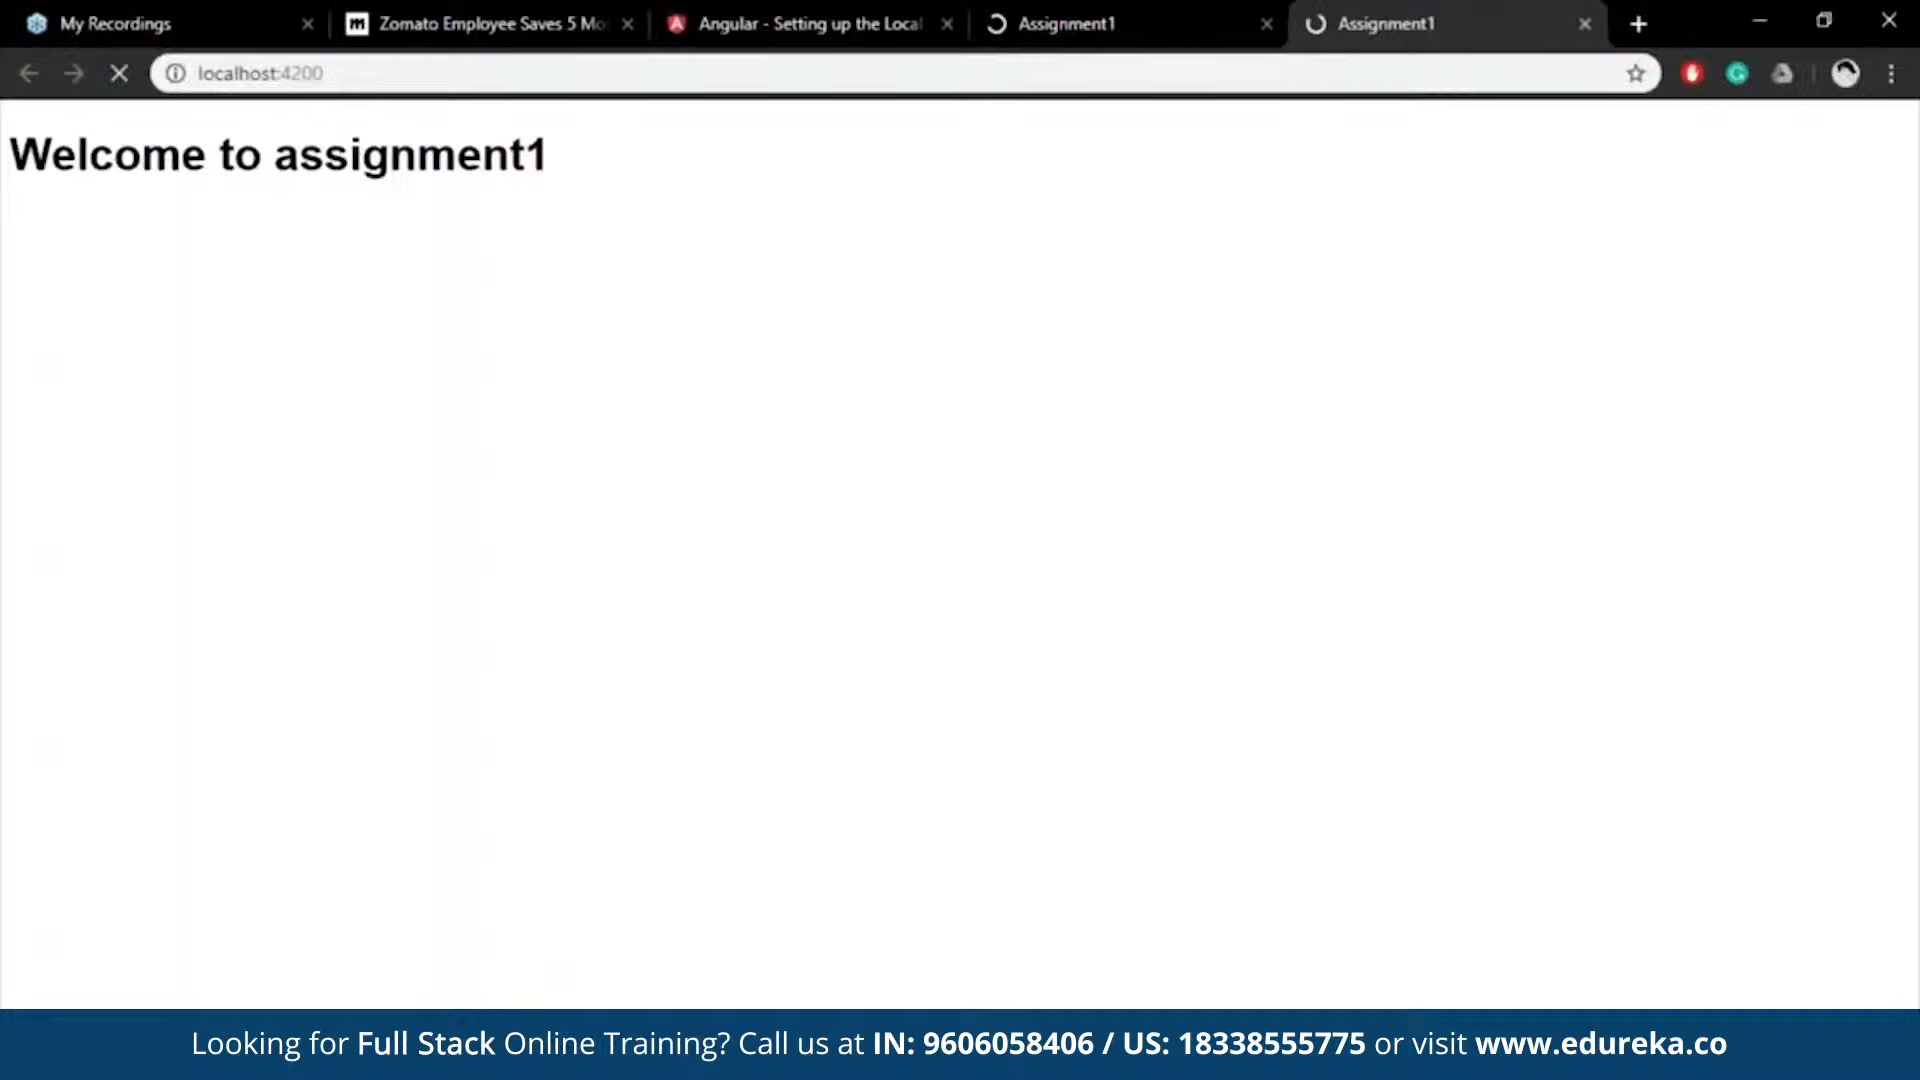 My Recordings
Zomato Employee Saves 5 Mo
Angular - Setting up the Local
Assignment1
Assignment1
localhost:4200
Welcome to assignment1
Looking for Full Stack Online Training? Call us at IN: 9606058406 / US: 18338555775 or visit www.edureka.co